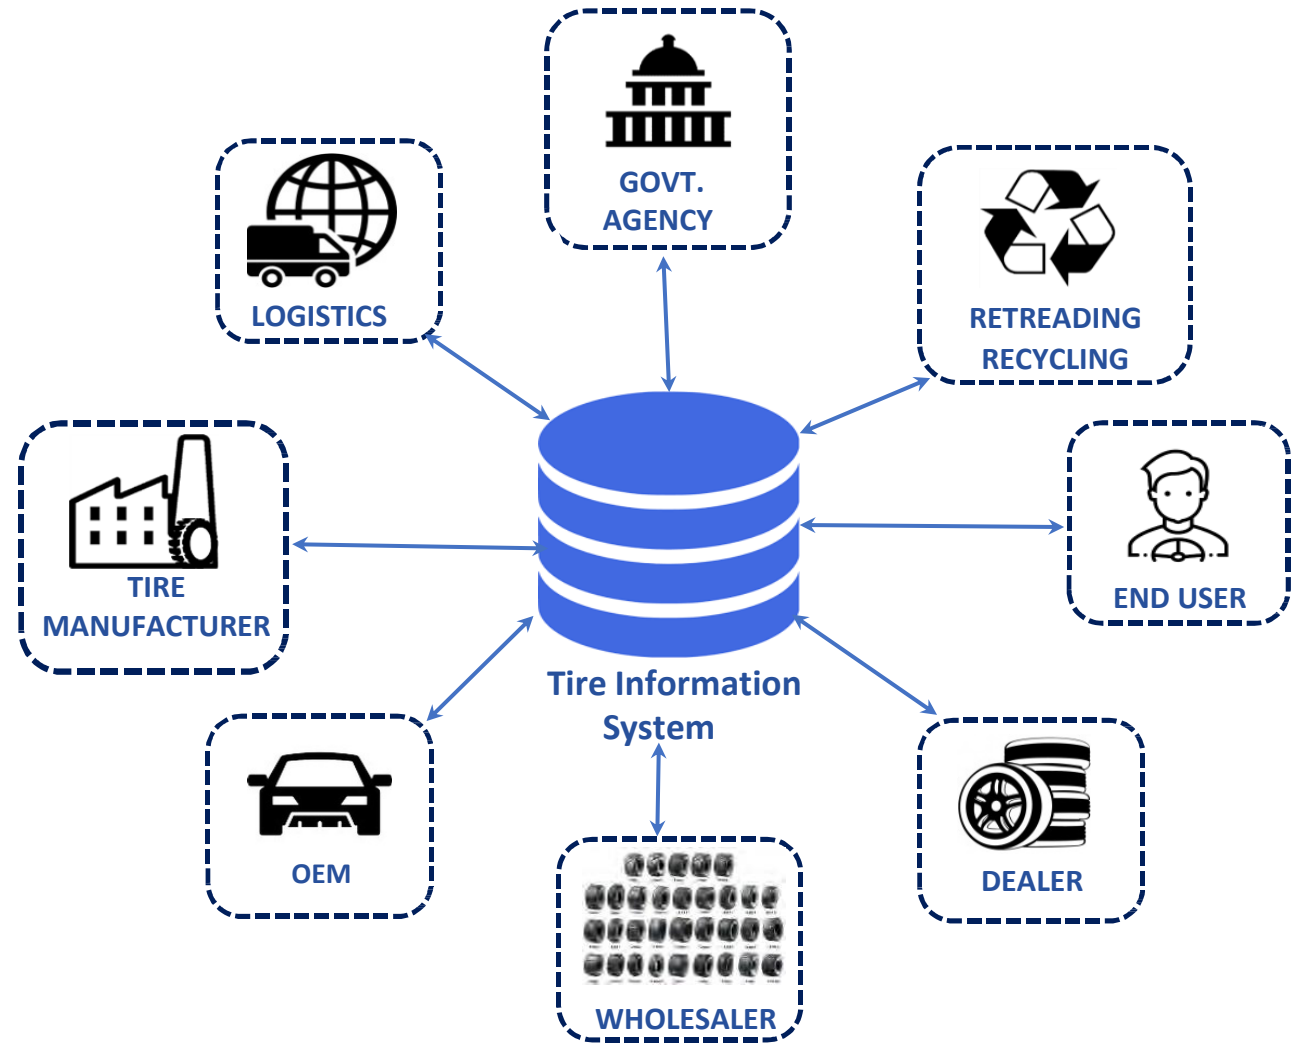 GOVT.
AGENCY
LOGISTICS
RETREADING
RECYCLING
TIRE
MANUFACTURER
END USER
Tire Information
System
OEM
DEALER
WHOLESALER